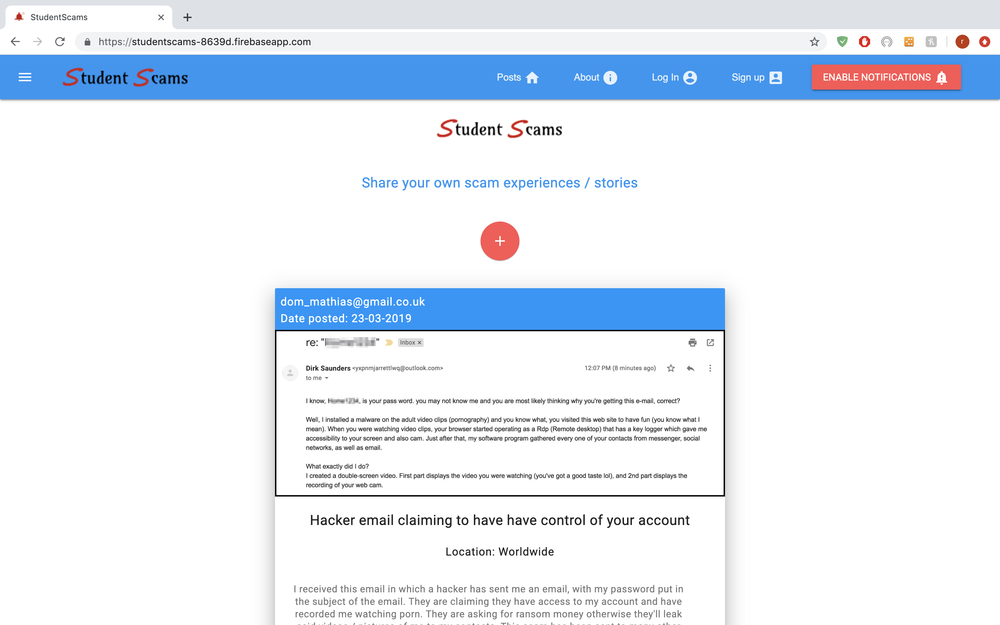 StudentScams
https://studentscams-8639d.firebaseapp.com
r
Student Scams
Posts
About
Log In
Sign up
ENABLE NOTIFICATIONS
Student Scams
Share your own scam experiences / stories
+
dom_mathias@gmail.co.uk
Date posted: 23-03-2019
re: "" Inbox ×
Dirk Saunders <yxpnmjarrettlwq@outlook.com> 12:07 PM (8 minutes ago)
to me
I know, , is your pass word. you may not know me and you are most likely thinking why you're getting this e-mail, correct?
Well, I installed a malware on the adult video clips (pornography) and you know what, you visited this web site to have fun (you know what I
mean). When you were watching video clips, your browser started operating as a Rdp (Remote desktop) that has a key logger which gave me
accessibility to your screen and also cam. Just after that, my software program gathered every one of your contacts from messenger, social
networks, as well as email.
What exactly did I do?
I created a double-screen video. First part displays the video you were watching (you've got a good taste lol), and 2nd part displays the
recording of your web cam.
Hacker email claiming to have have control of your account
Location: Worldwide
I received this email in which a hacker has sent me an email, with my password put in
the subject of the email. They are claiming they have access to my account and have
recorded me watching porn. They are asking for ransom money otherwise they'll leak